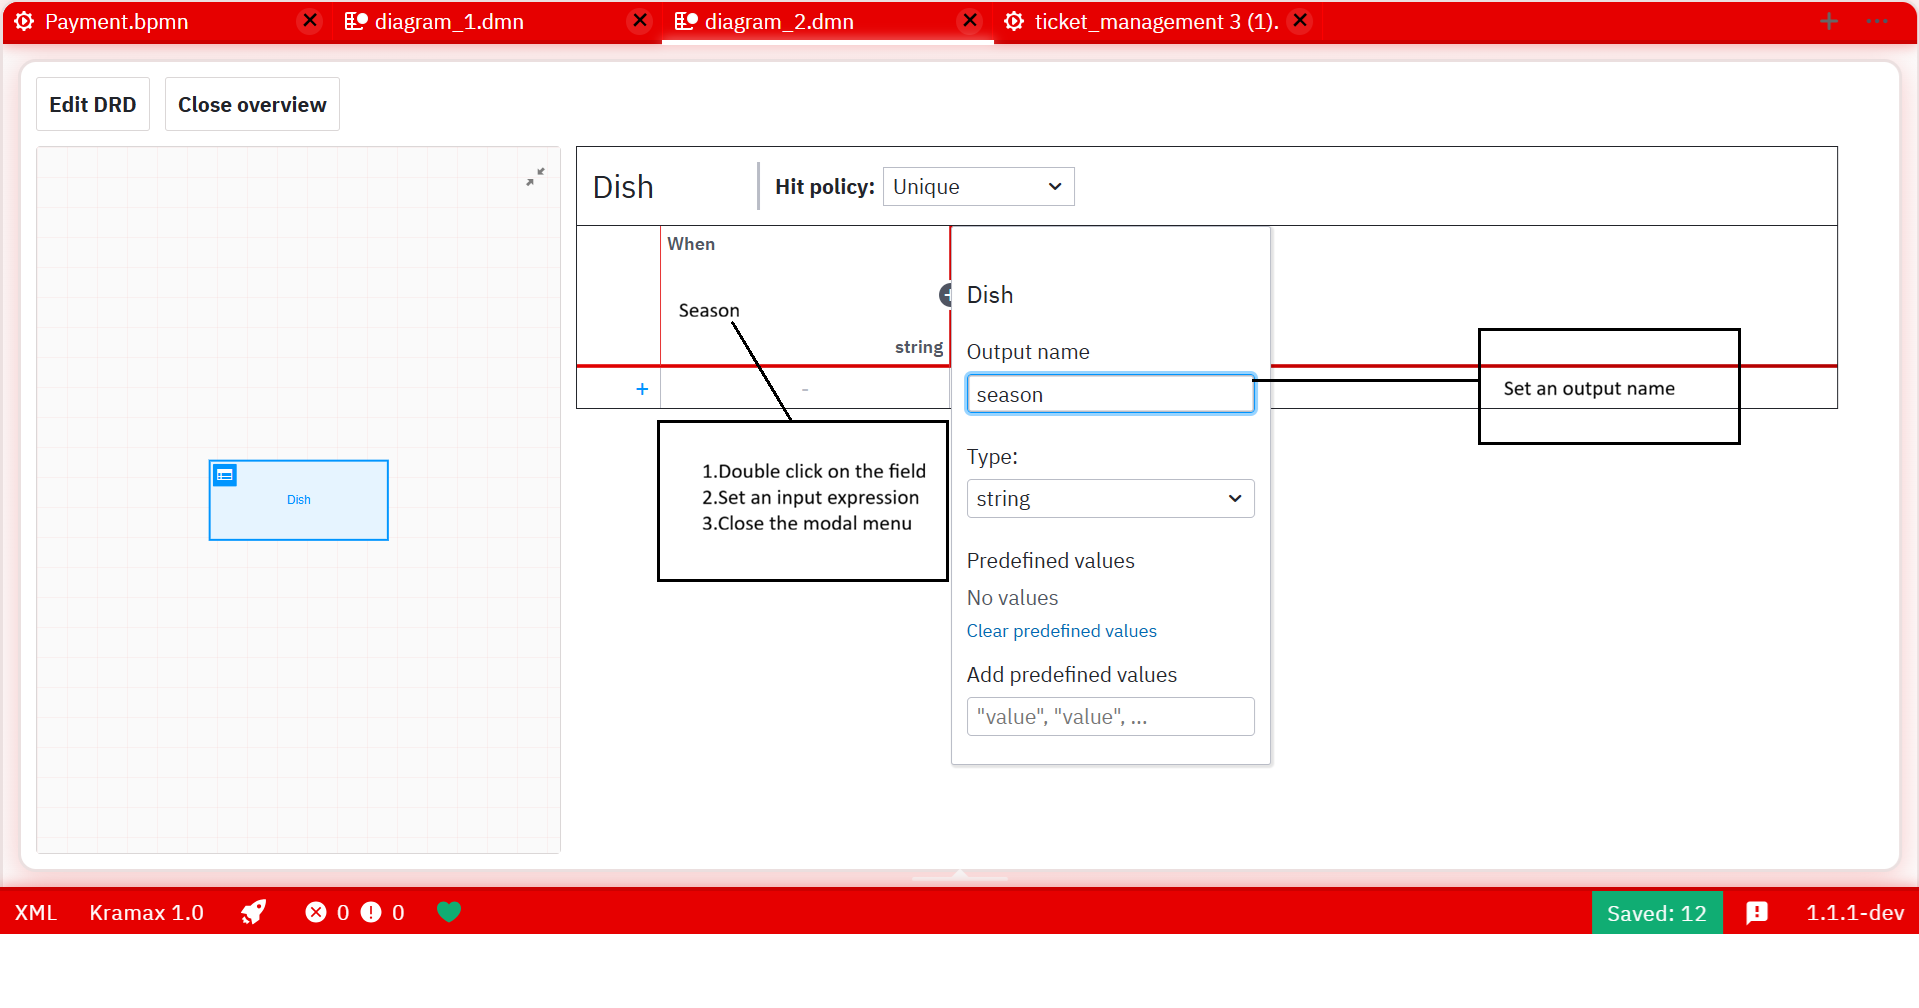 Payment.bpmn
diagram_1.dmn
diagram_2.dmn
ticket_management 3 (1).
Edit DRD
Close overview
Dish
Dish
Hit policy:
Unique
When
Season
string
+
-
Dish
Output name
season
Type:
string
Predefined values
No values
Clear predefined values
Add predefined values
"value", "value", ...
Set an output name
1.Double click on the field
2.Set an input expression
3.Close the modal menu
XML
Kramax 1.0
0
0
Saved: 12
1.1.1-dev